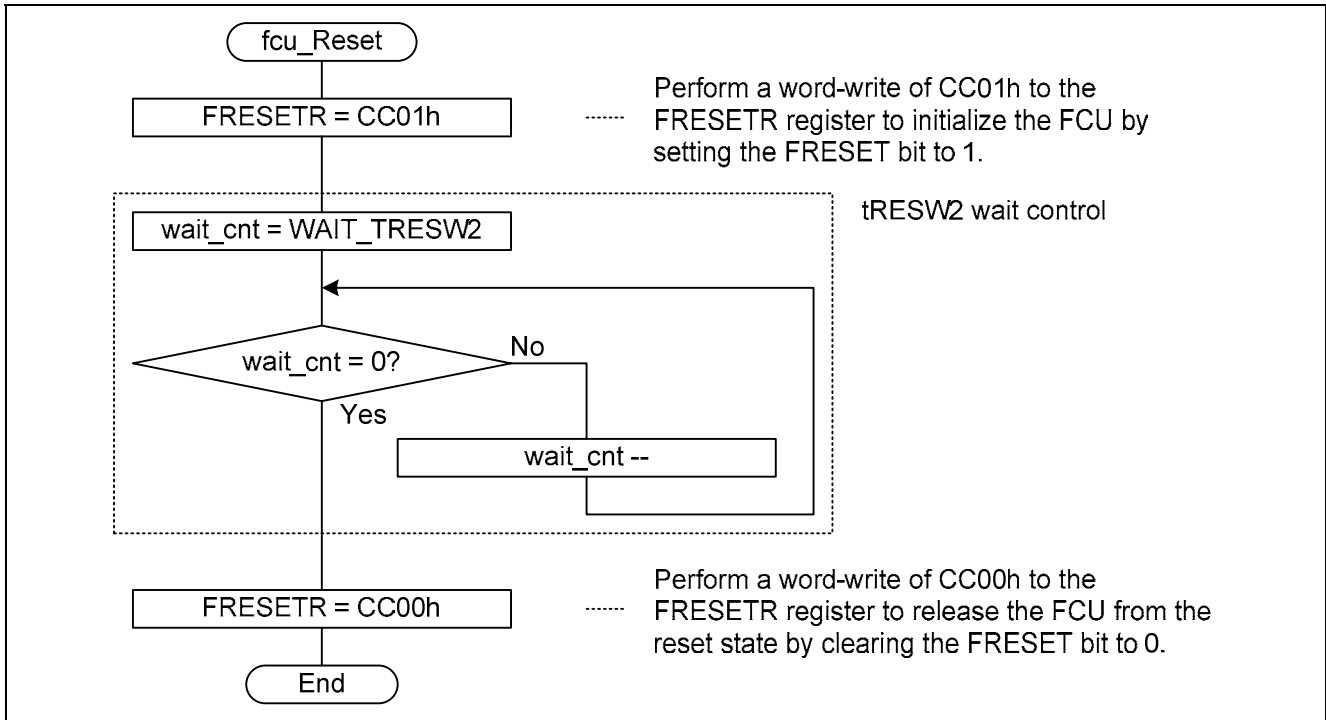 fcu_Reset
FRESETR = CC01h
Perform a word-write of CC01h to the
FRESETR register to initialize the FCU by
setting the FRESET bit to 1.
tRESW2 wait control
wait_cnt = WAIT_TRESW2
wait_cnt = 0?
No
Yes
wait_cnt --
FRESETR = CC00h
Perform a word-write of CC00h to the
FRESETR register to release the FCU from the
reset state by clearing the FRESET bit to 0.
End